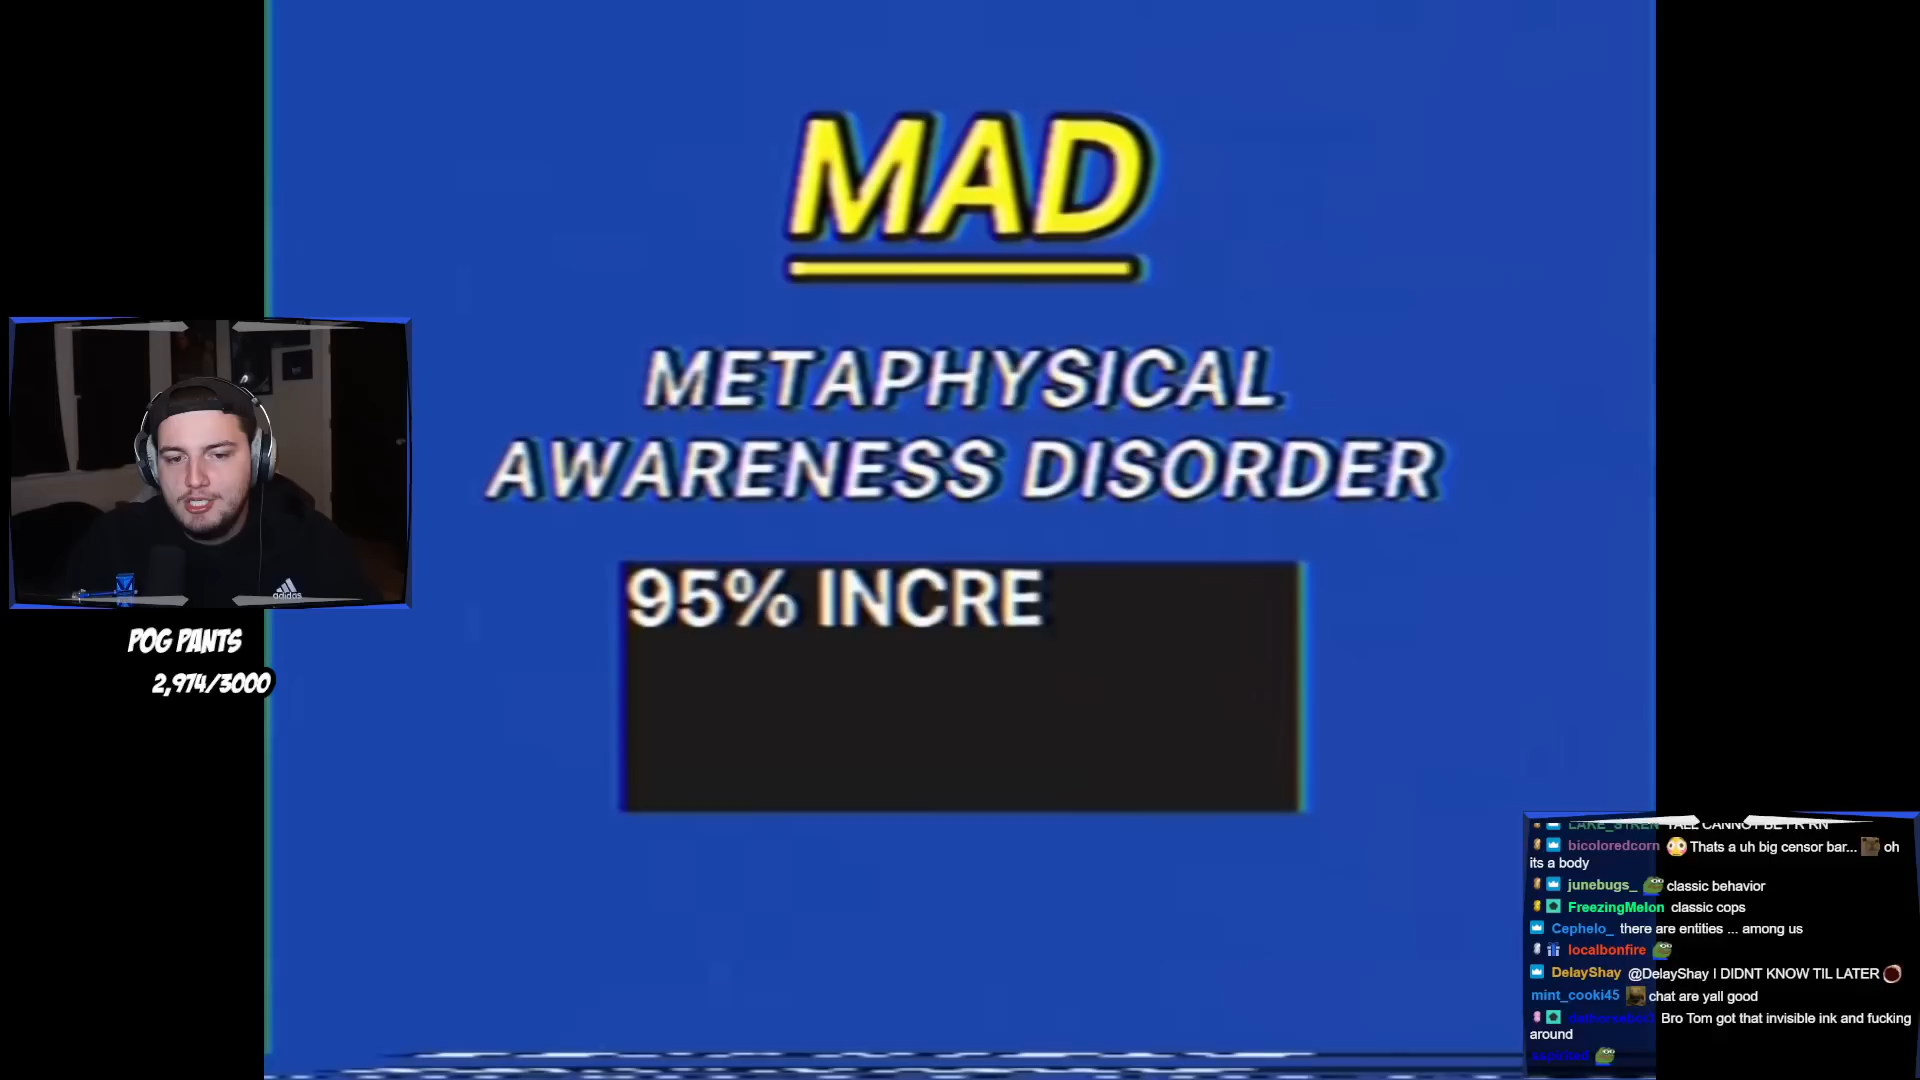 MAD
METAPHYSICAL
AWARENESS DISORDER
95% INCRE
adidas
POG PANTS
2,974/3000
bicoloredcorn Thats a uh big censor bar... oh
its a body
junebugs_ classic behavior
FreezingMelon classic cops
Cephelo_ there are entities ... among us
localbonfire
DelayShay @DelayShay I DIDNT KNOW TIL LATER
mint_cooki45 chat are yall good
Bro Tom got that invisible ink and fucking
around